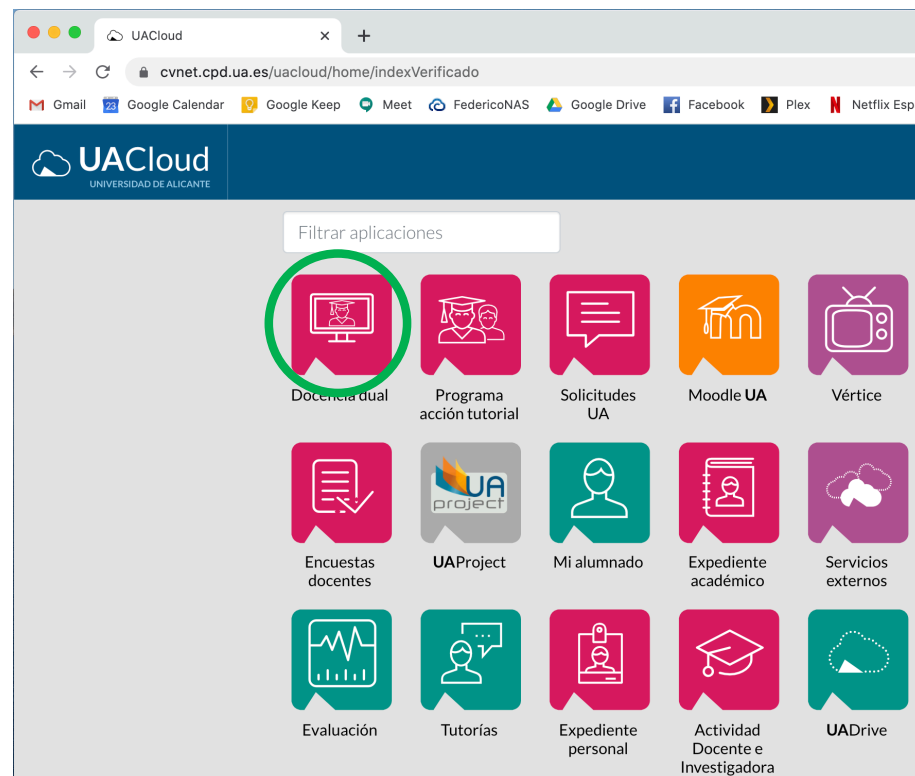 UACloud
cvnet.cpd.ua.es/uacloud/home/indexVerificado
Gmail 23 Google Calendar Google Keep Meet FedericoNAS Google Drive Facebook Plex N Netflix Esp
UACloud
UNIVERSIDAD DE ALICANTE
Filtrar aplicaciones
Docencia dual
Programa
acción tutorial
Solicitudes
UA
Moodle UA
Vértice
UA
project
Encuestas
docentes
UAProject
Mi alumnado
Expediente
académico
Servicios
externos
Evaluación
Tutorías
Expediente
personal
Actividad
Docente e
Investigadora
UADrive